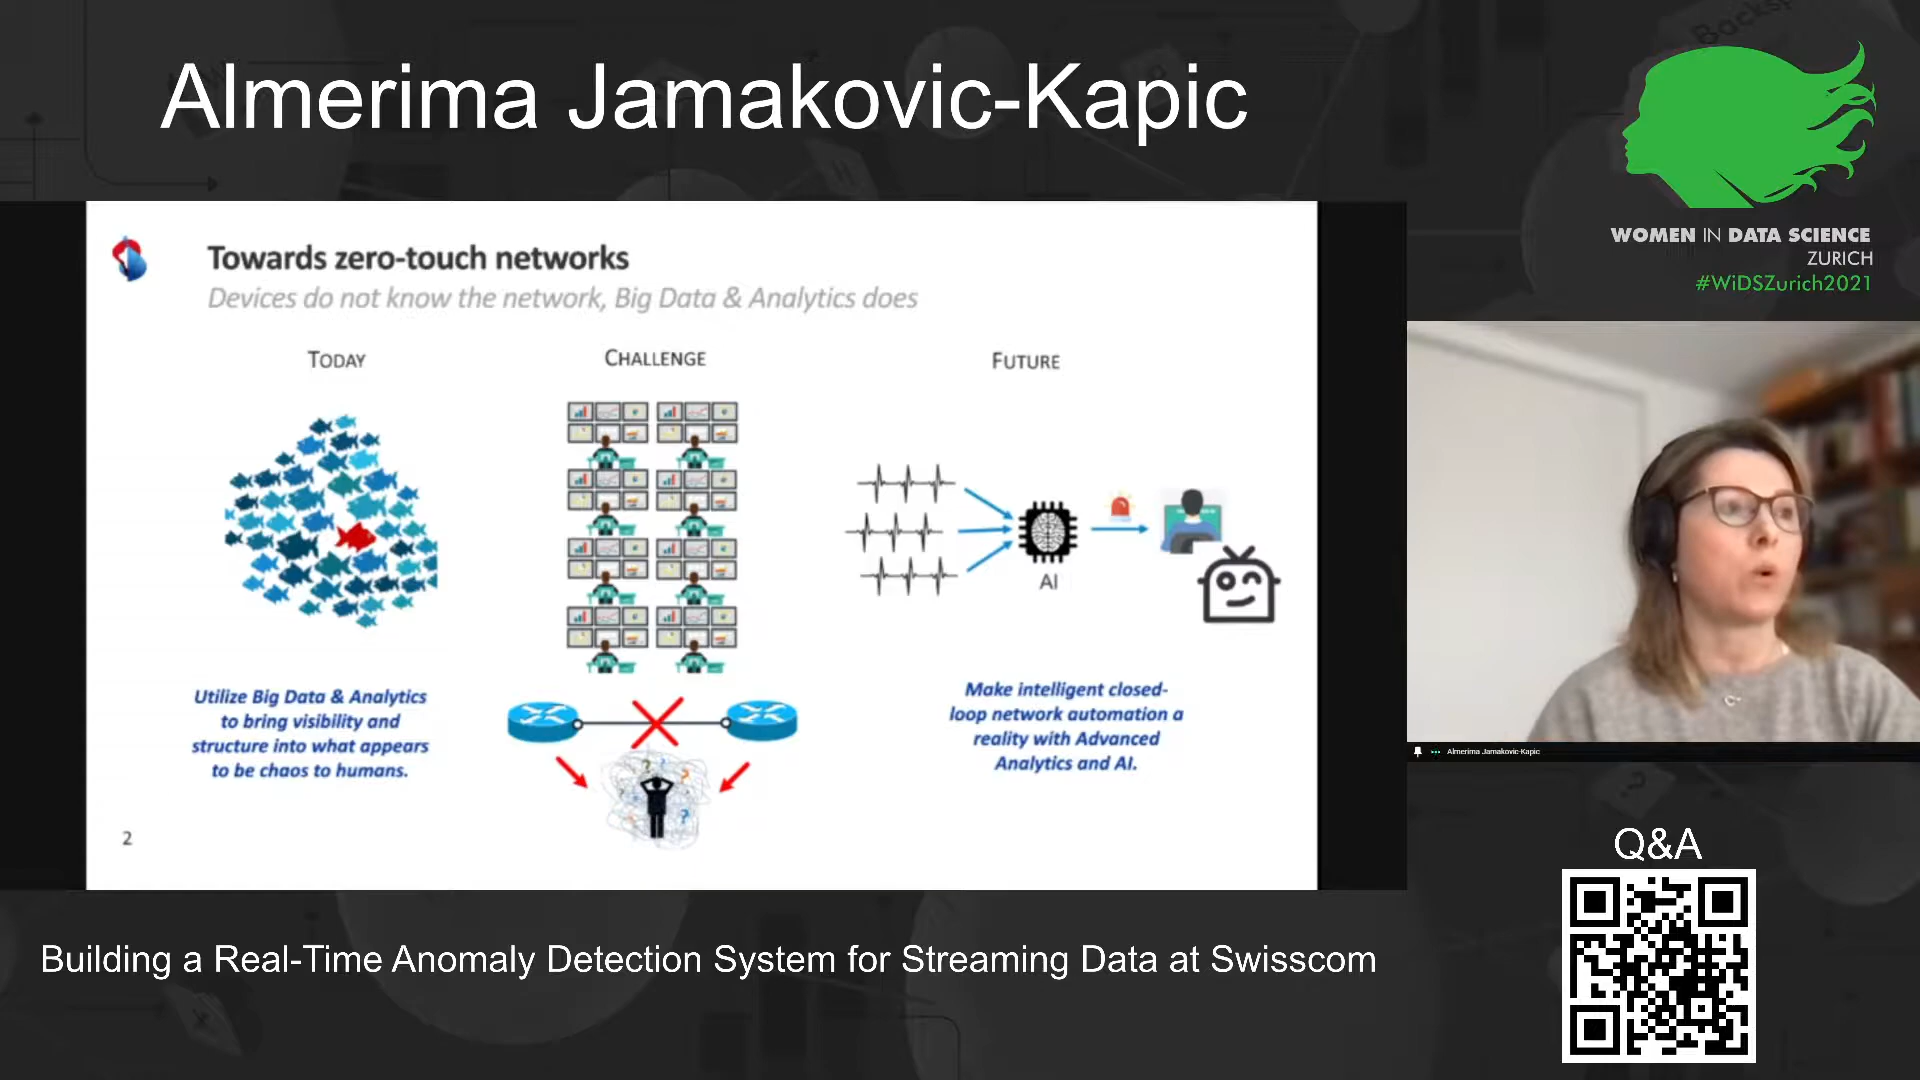 Almerima Jamakovic-Kapic
Backsp
WOMEN IN DATA SCIENCE
ZURICH
#WiDSZurich2021
Towards zero-touch networks
Devices do not know the network, Big Data & Analytics does
TODAY
CHALLENGE
FUTURE
AI
Utilize Big Data & Analytics
to bring visibility and
structure into what appears
to be chaos to humans.
Make intelligent closed-
loop network automation a
reality with Advanced
Analytics and AI.
2
Almerima Jamakovic-Kapic
Q&A
Building a Real-Time Anomaly Detection System for Streaming Data at Swisscom